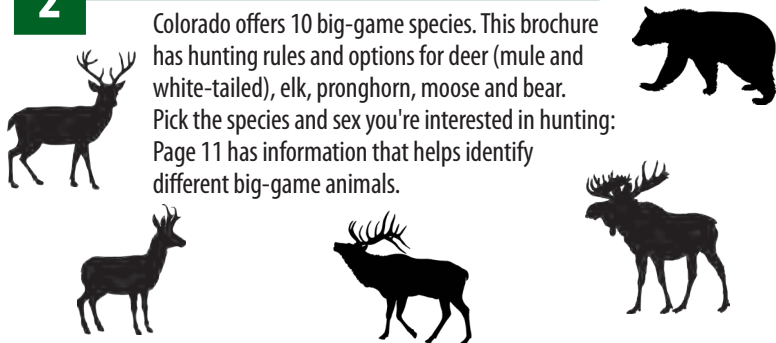 2
Colorado offers 10 big-game species. This brochure
has hunting rules and options for deer (mule and
white-tailed), elk, pronghorn, moose and bear.
Pick the species and sex you're interested in hunting:
Page 11 has information that helps identify
different big-game animals.